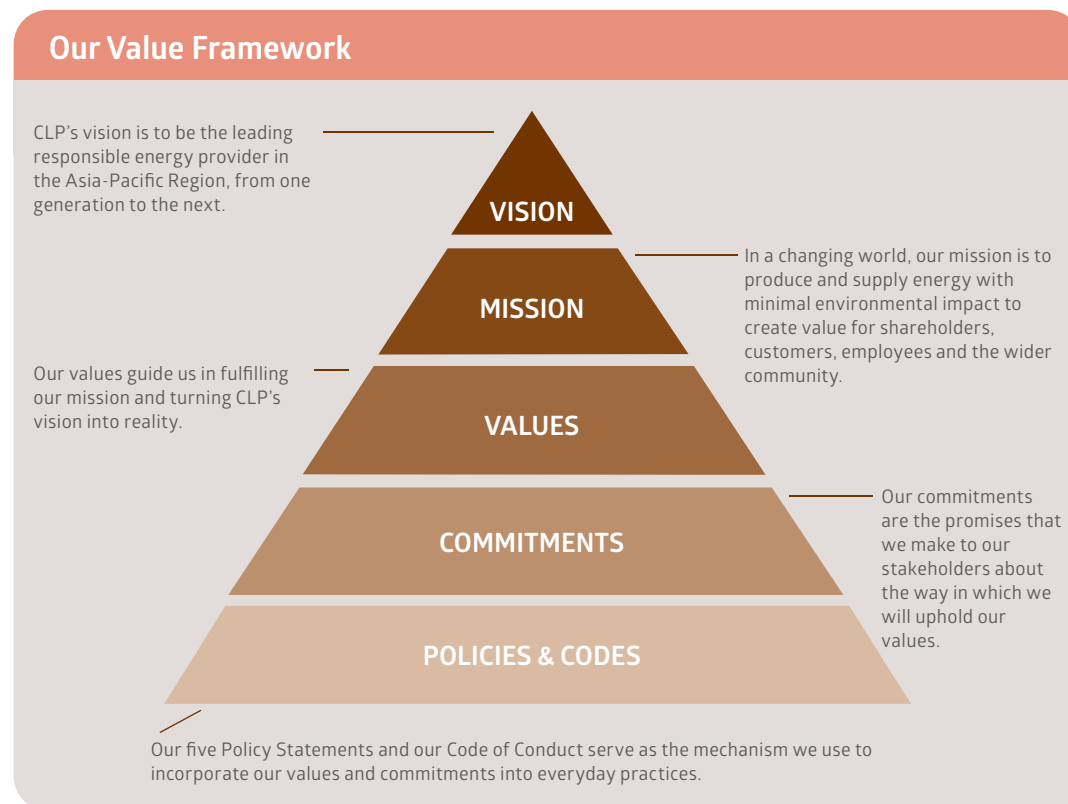 Our Value Framework
CLP's vision is to be the leading
responsible energy provider in
the Asia-Pacific Region, from one
generation to the next.
VISION
In a changing world, our mission is to
produce and supply energy with
minimal environmental impact to
create value for shareholders,
customers, employees and the wider
community.
MISSION
Our values guide us in fulfilling
our mission and turning CLP's
vision into reality.
VALUES
Our commitments
are the promises that
we make to our
stakeholders about
the way in which we
will uphold our
values.
COMMITMENTS
POLICIES & CODES
Our five Policy Statements and our Code of Conduct serve as the mechanism we use to
incorporate our values and commitments into everyday practices.